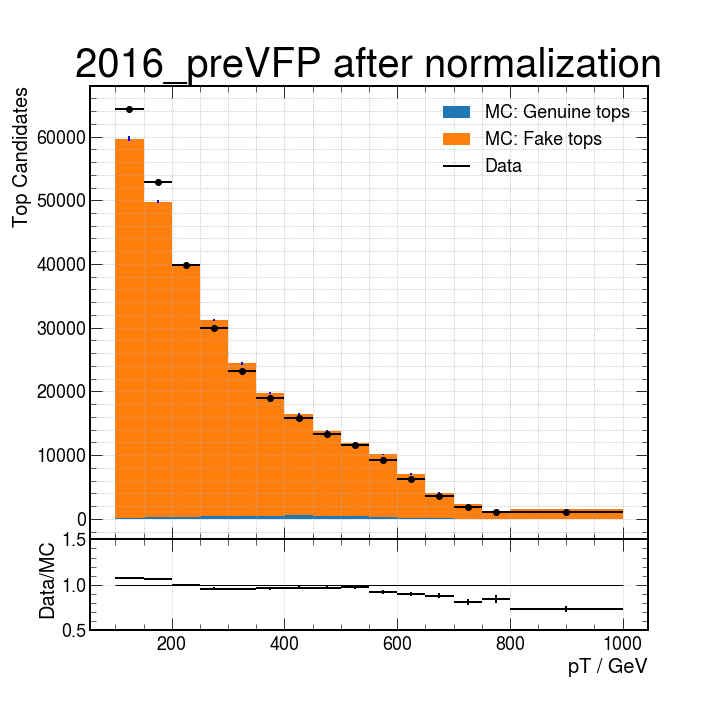 2016_preVFP after normalization
Top Candidates
MC: Genuine tops
MC: Fake tops
Data
60000
50000
40000
30000
20000
10000
0
Data/MC
1.5
1.0
0.5
200 400 600 800 1000
pT / GeV